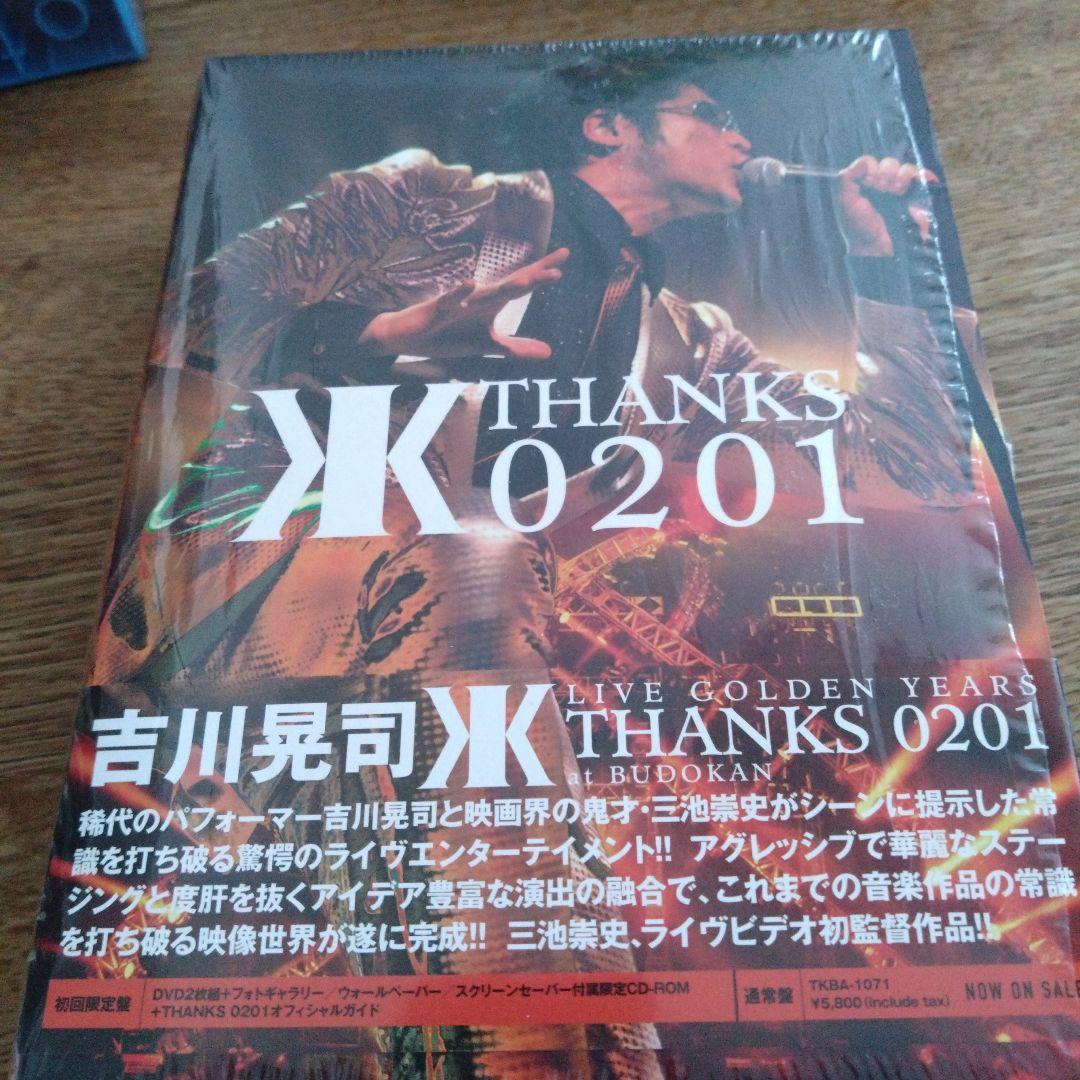 THANKS
0201
吉川晃司
LIVE GOLDEN YEARS
THANKS 0201
at BUDOKAN
稀代のパフォーマー吉川晃司と映画界の鬼才・三池崇史がシーンに提示した常
識を打ち破る驚愕のライヴエンターテイメント!! アグレッシブで華麗なステー
ジングと度肝を抜くアイデア豊富な演出の融合で、これまでの音楽作品の常識
を打ち破る映像世界が遂に完成!! 三池崇史、ライヴビデオ初監督作品!!
初回限定盤
DVD2枚組+フォトギャラリー/ウォールペーパー/スクリーンセーバー付属限定CD-ROM
+THANKS 0201オフィシャルガイド
通常盤
TKBA-1071
¥5,800(include tax)
NOW ON SALE